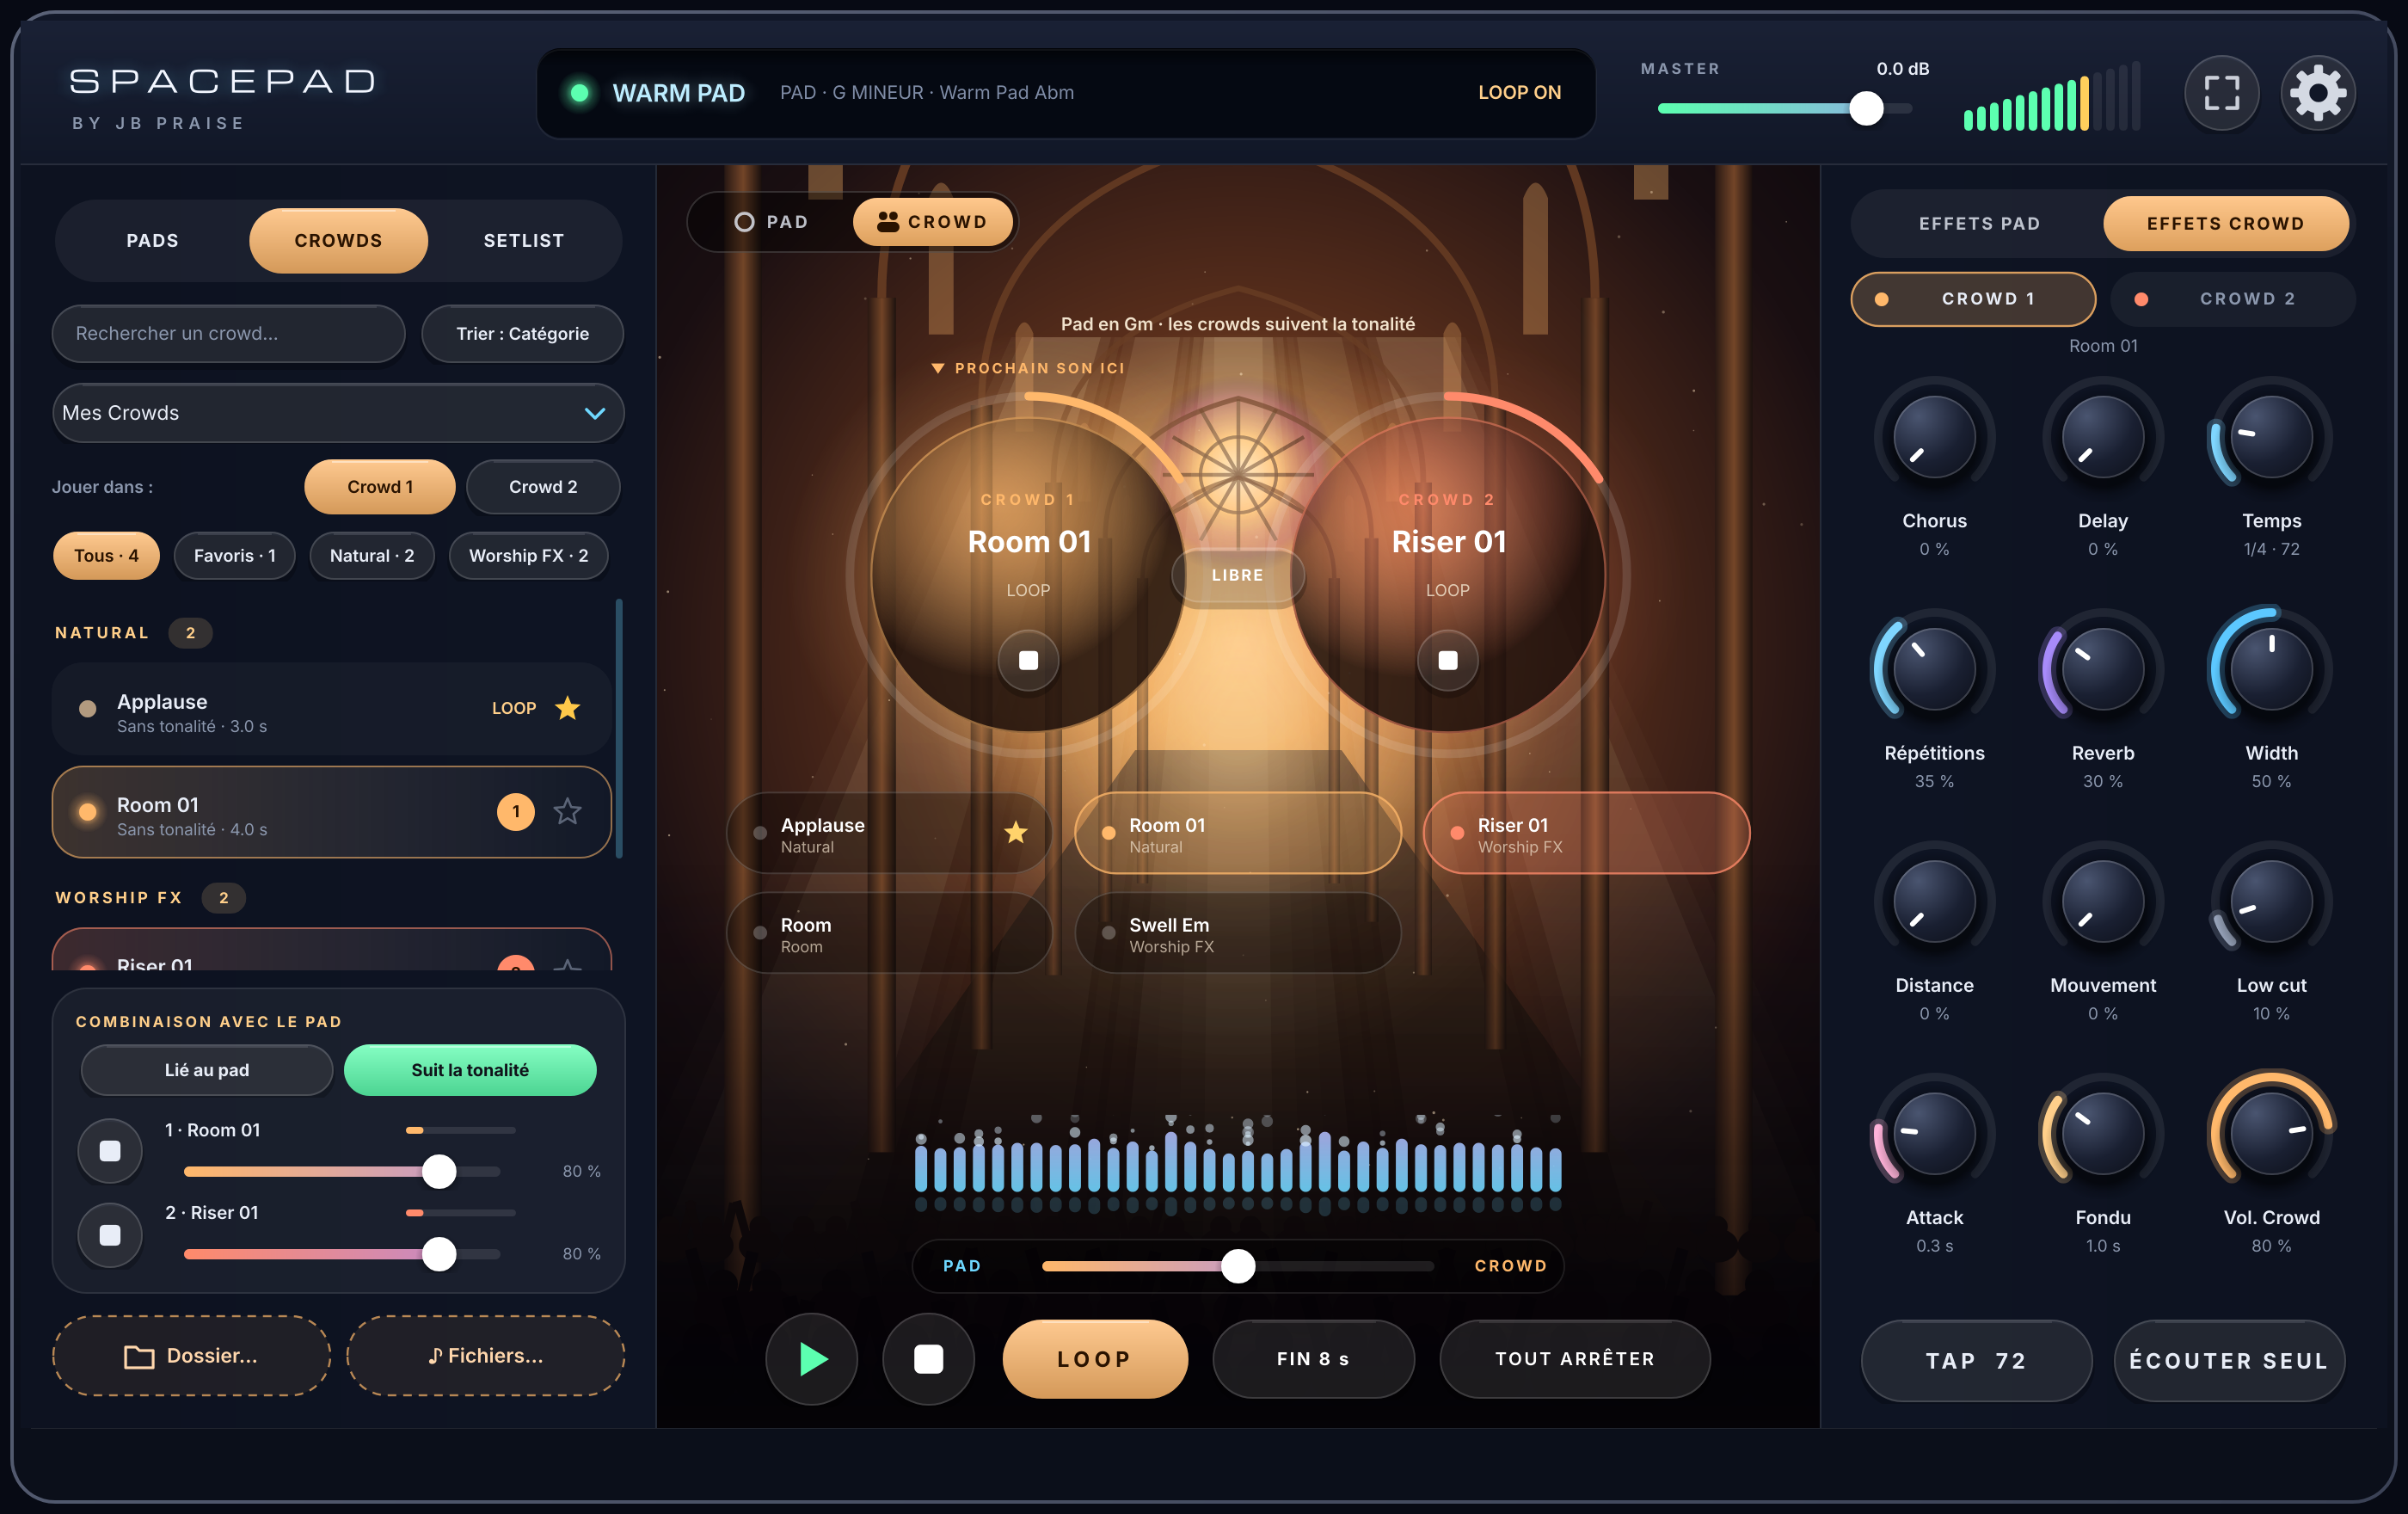 SPACEPAD
BY JB PRAISE
WARM PAD
PAD · G MINEUR · Warm Pad Abm
LOOP ON
MASTER
0.0 dB
PADS
CROWDS
SETLIST
Rechercher un crowd...
Trier : Catégorie
Mes Crowds
Jouer dans :
Crowd 1
Crowd 2
Tous · 4
Favoris · 1
Natural · 2
Worship FX · 2
NATURAL
2
Applause
Sans tonalité · 3.0 s
LOOP
Room 01
Sans tonalité · 4.0 s
1
WORSHIP FX
2
Riser 01
COMBINAISON AVEC LE PAD
Lié au pad
Suit la tonalité
1 · Room 01
80 %
2 · Riser 01
80 %
Dossier...
Fichiers...
PAD
CROWD
Pad en Gm · les crowds suivent la tonalité
PROCHAIN SON ICI
CROWD 1
Room 01
LOOP
LIBRE
CROWD 2
Riser 01
LOOP
Applause
Natural
Room 01
Natural
Riser 01
Worship FX
Room
Room
Swell Em
Worship FX
PAD
CROWD
LOOP
FIN 8 s
TOUT ARRÊTER
EFFETS PAD
EFFETS CROWD
CROWD 1
CROWD 2
Room 01
Chorus
0 %
Delay
0 %
Temps
1/4 · 72
Répétitions
35 %
Reverb
30 %
Width
50 %
Distance
0 %
Mouvement
0 %
Low cut
10 %
Attack
0.3 s
Fondu
1.0 s
Vol. Crowd
80 %
TAP 72
ÉCOUTER SEUL